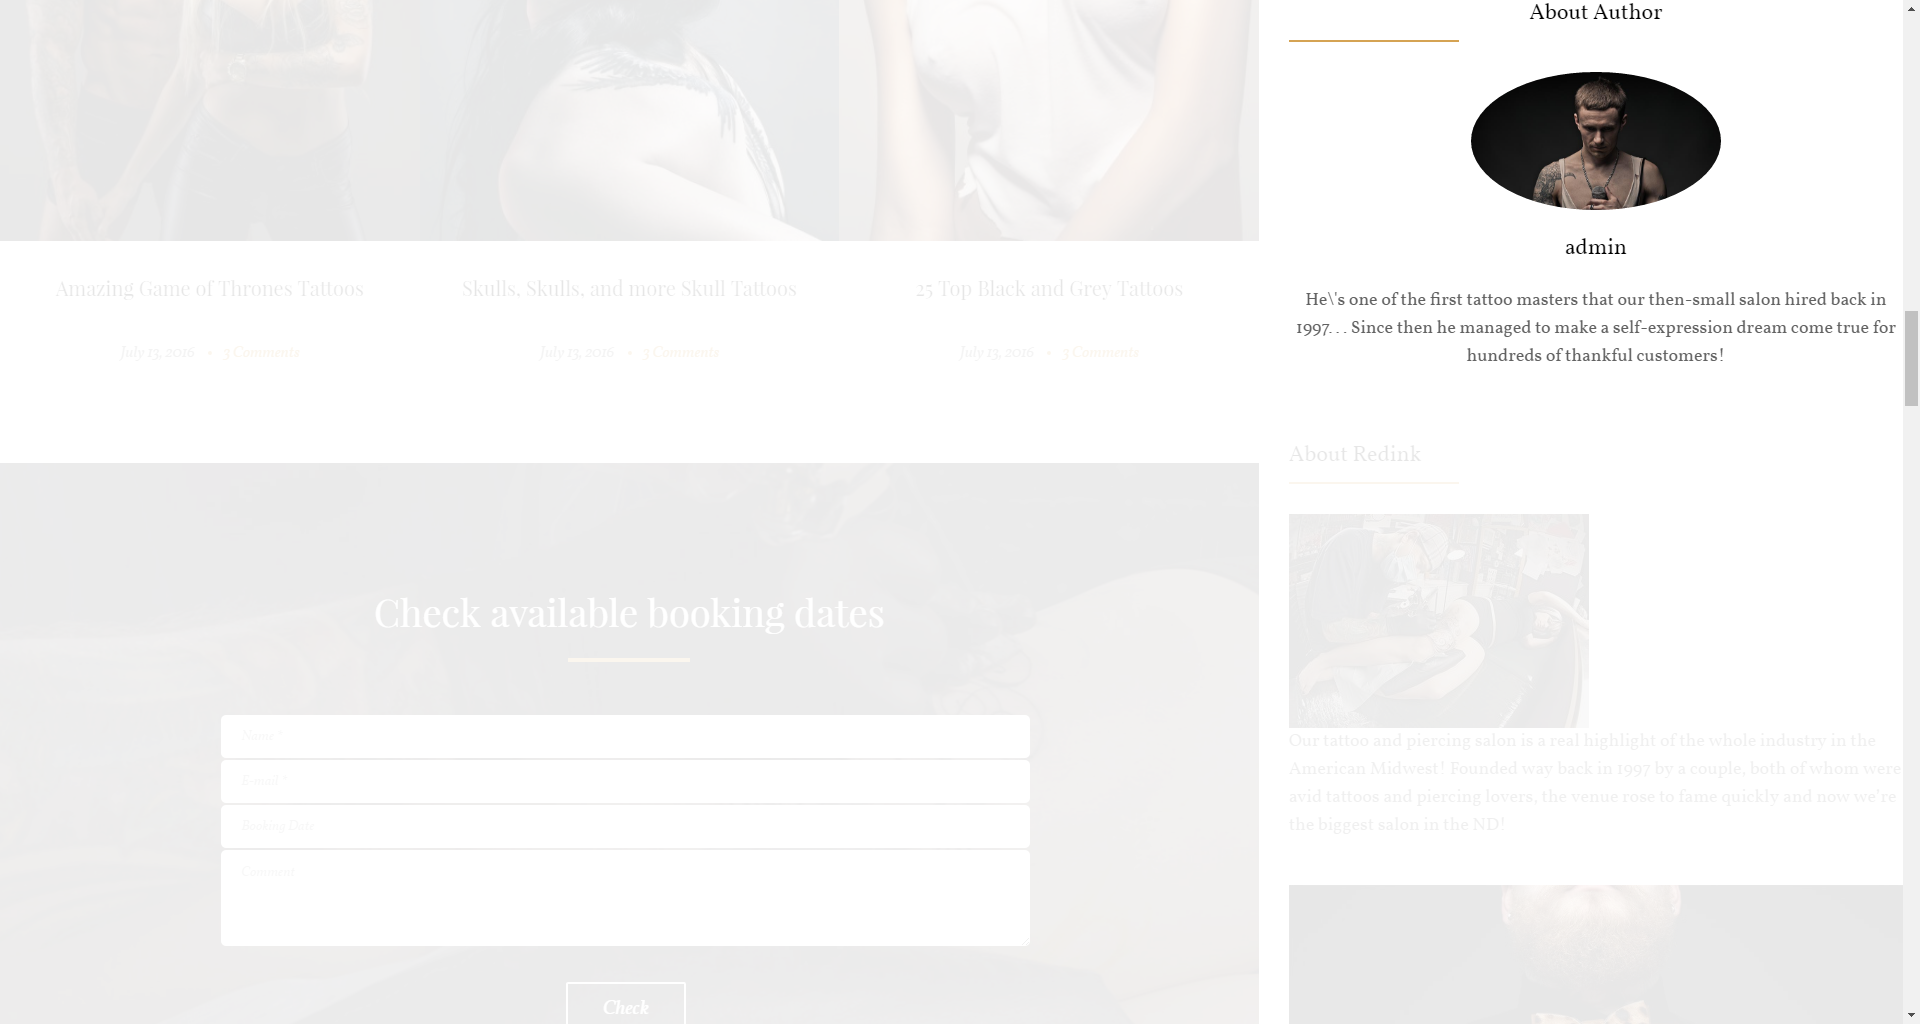 About Author
admin
He\'s one of the first tattoo masters that our then-small salon hired back in
1997. . . Since then he managed to make a self-expression dream come true for
hundreds of thankful customers!
Amazing Game of Thrones Tattoos
July 13, 2016 • 3 Comments
Skulls, Skulls, and more Skull Tattoos
July 13, 2016 • 3 Comments
25 Top Black and Grey Tattoos
July 13, 2016 • 3 Comments
Check available booking dates
Name *
E-mail *
Booking Date
Comment
Check
About Redink
Our tattoo and piercing salon is a real highlight of the whole industry in the
American Midwest! Founded way back in 1997 by a couple, both of whom were
avid tattoos and piercing lovers, the venue rose to fame quickly and now we're
the biggest salon in the ND!